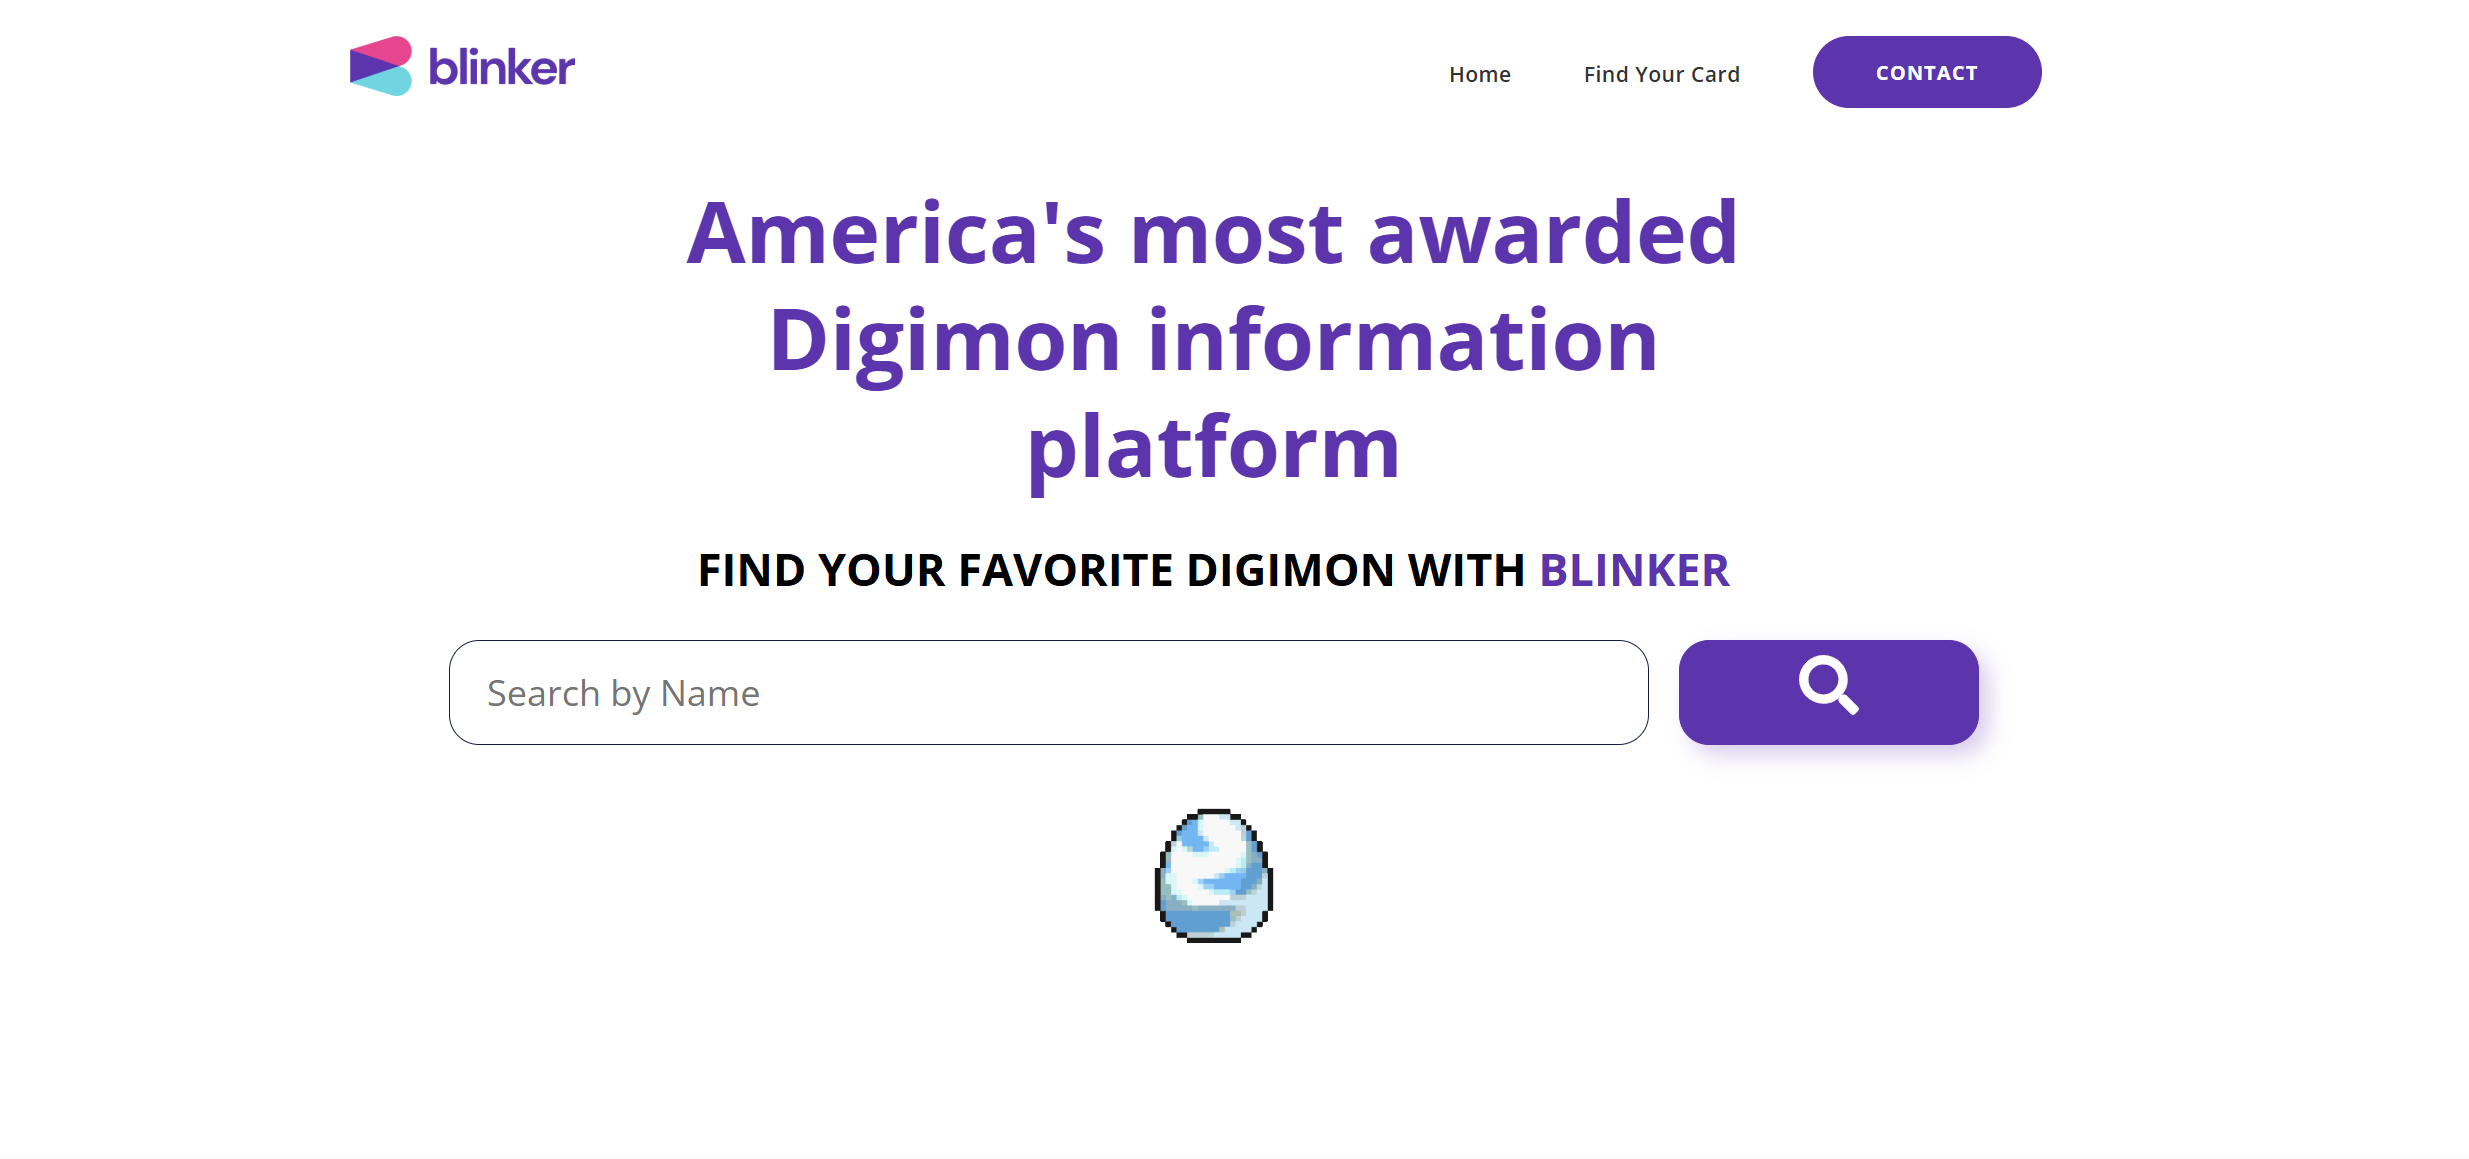 blinker
Home
Find Your Card
CONTACT
America's most awarded
Digimon information
platform
FIND YOUR FAVORITE DIGIMON WITH BLINKER
Search by Name